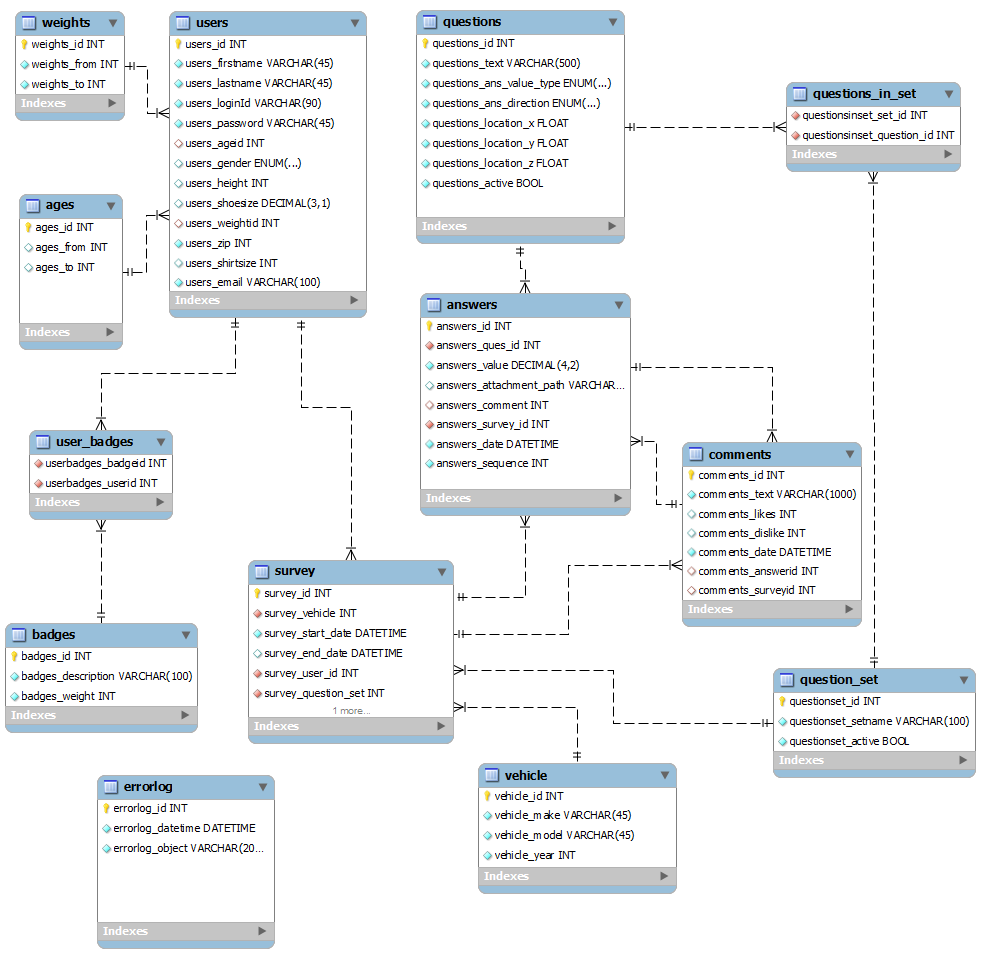 weights
weights_id INT
weights_from INT
weights_to INT
Indexes
users
users_id INT
users_firstname VARCHAR(45)
users_lastname VARCHAR(45)
users_loginId VARCHAR(90)
users_password VARCHAR(45)
users_ageid INT
users_gender ENUM(...)
users_height INT
users_shoesize DECIMAL(3,1)
users_weightid INT
users_zip INT
users_shirtsize INT
users_email VARCHAR(100)
Indexes
questions
questions_id INT
questions_text VARCHAR(500)
questions_ans_value_type ENUM(...)
questions_ans_direction ENUM(...)
questions_location_x FLOAT
questions_location_y FLOAT
questions_location_z FLOAT
questions_active BOOL
Indexes
questions_in_set
questionsinset_set_id INT
questionsinset_question_id INT
Indexes
ages
ages_id INT
ages_from INT
ages_to INT
Indexes
answers
answers_id INT
answers_ques_id INT
answers_value DECIMAL(4,2)
answers_attachment_path VARCHAR...
answers_comment INT
answers_survey_id INT
answers_date DATETIME
answers_sequence INT
Indexes
user_badges
userbadges_badgeid INT
userbadges_userid INT
Indexes
comments
comments_id INT
comments_text VARCHAR(1000)
comments_likes INT
comments_dislike INT
comments_date DATETIME
comments_answerid INT
comments_surveyid INT
Indexes
survey
survey_id INT
survey_vehicle INT
survey_start_date DATETIME
survey_end_date DATETIME
survey_user_id INT
survey_question_set INT
1 more...
Indexes
badges
badges_id INT
badges_description VARCHAR(100)
badges_weight INT
Indexes
question_set
questionset_id INT
questionset_setname VARCHAR(100)
questionset_active BOOL
Indexes
errorlog
errorlog_id INT
errorlog_datetime DATETIME
errorlog_object VARCHAR(20...
Indexes
vehicle
vehicle_id INT
vehicle_make VARCHAR(45)
vehicle_model VARCHAR(45)
vehicle_year INT
Indexes